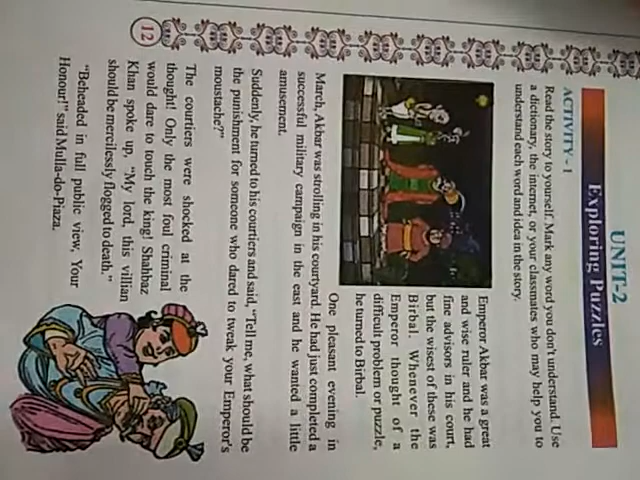 UNIT-2
Exploring Puzzles
ACTIVITY - 1
Read the story to yourself. Mark any word you don't understand. Use
a dictionary, the internet, or your classmates who may help you to
understand each word and idea in the story.
Emperor Akbar was a great
and wise ruler and he had
fine advisors in his court,
but the wisest of these was
Birbal. Whenever the
Emperor thought of a
difficult problem or puzzle,
he turned to Birbal.
One pleasant evening in
March, Akbar was strolling in his courtyard. He had just completed a
successful military campaign in the east and he wanted a little
amusement.
Suddenly, he turned to his courtiers and said, "Tell me, what should be
the punishment for someone who dared to tweak your Emperor's
moustache?"
The courtiers were shocked at the
thought! Only the most foul criminal
would dare to touch the king! Shahbaz
Khan spoke up, "My lord, this villian
should be mercilessly flogged to death."
"Beheaded in full public view, Your
Honour!" said Mulla-do-Piaza.
12